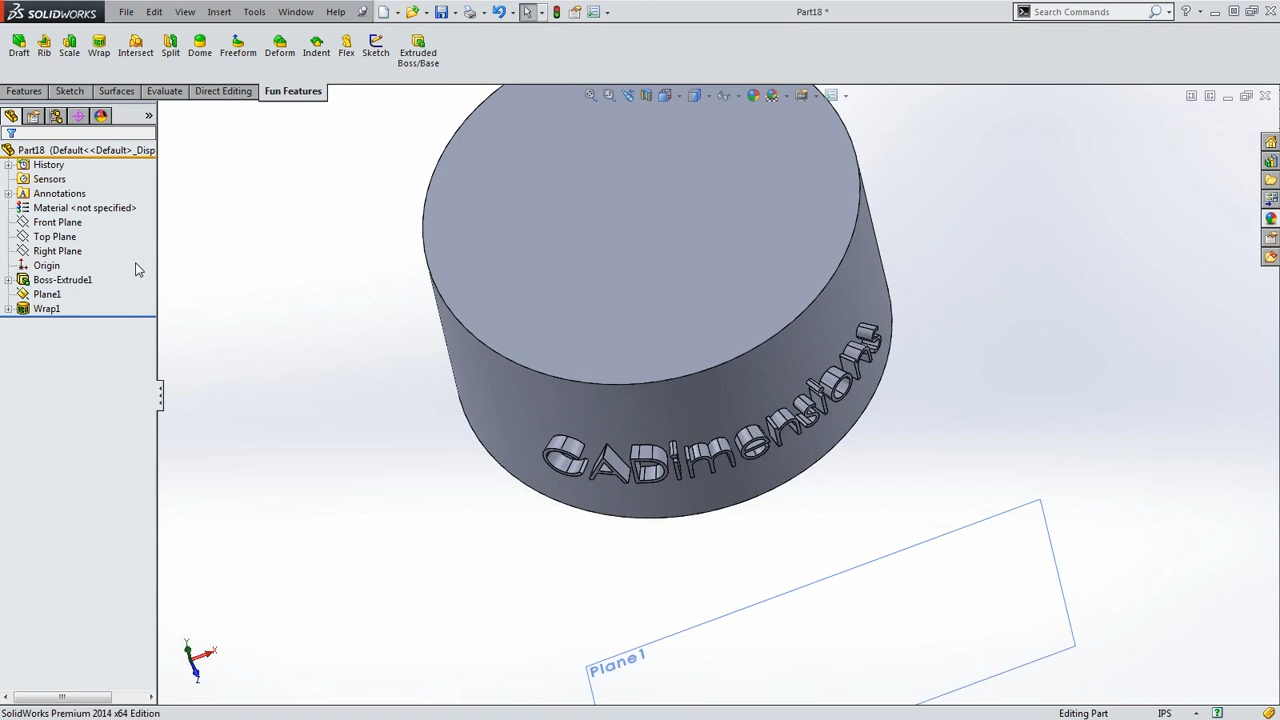 SOLIDWORKS File Edit View Insert Tools Window Help Part18 * Search Commands
Draft Rib Scale Wrap Intersect Split Dome Freeform Deform Indent Flex Sketch Extruded Boss/Base
Features Sketch Surfaces Evaluate Direct Editing Fun Features
Part18 (Default<<Default>_Disp
History
Sensors
Annotations
Material <not specified>
Front Plane
Top Plane
Right Plane
Origin
Boss-Extrude1
Plane1
Wrap1
CADimensions
Plane1
Y
X
Z
SolidWorks Premium 2014 x64 Edition Editing Part IPS